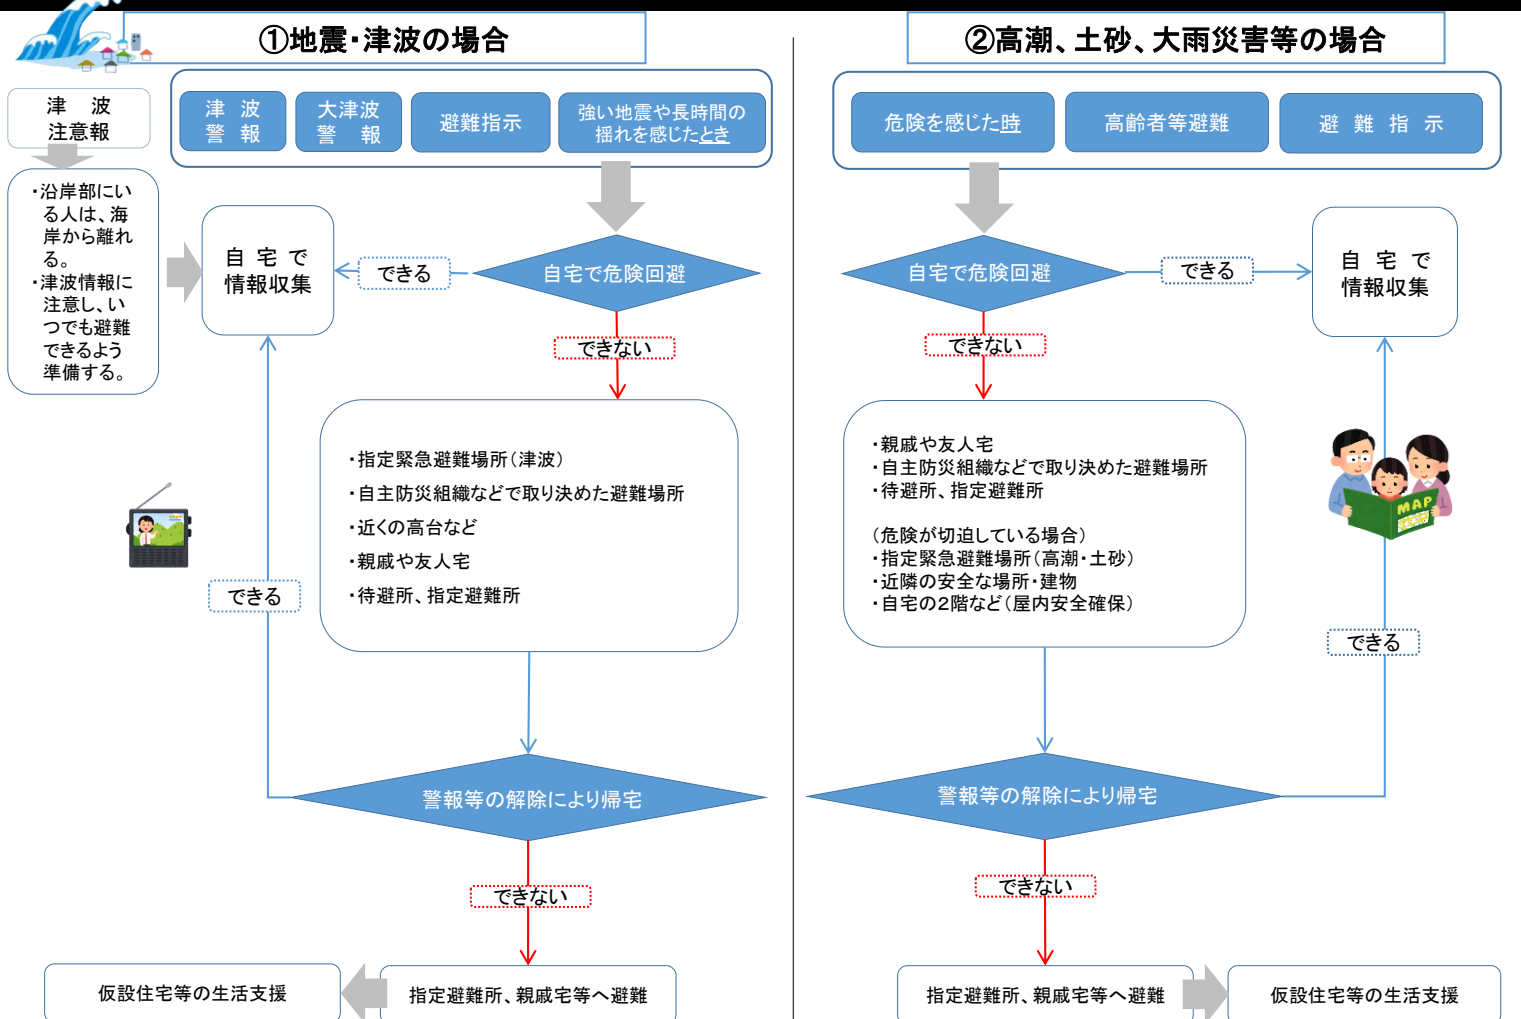 ①地震・津波の場合
津　波
注意報
津　波
警　報
大津波
警　報
避難指示
強い地震や長時間の
揺れを感じたとき
・沿岸部にい
る人は、海
岸から離れ
る。
・津波情報に
注意し、い
つでも避難
できるよう
準備する。
自 宅 で
情報収集
できる
自宅で危険回避
できない
・指定緊急避難場所（津波）
・自主防災組織などで取り決めた避難場所
・近くの高台など
・親戚や友人宅
・待避所、指定避難所
できる
警報等の解除により帰宅
できない
仮設住宅等の生活支援
指定避難所、親戚宅等へ避難
②高潮、土砂、大雨災害等の場合
危険を感じた時
高齢者等避難
避 難 指 示
自宅で危険回避
できる
自 宅 で
情報収集
できない
・親戚や友人宅
・自主防災組織などで取り決めた避難場所
・待避所、指定避難所
（危険が切迫している場合）
・指定緊急避難場所（高潮・土砂）
・近隣の安全な場所・建物
・自宅の２階など（屋内安全確保）
MAP
できる
警報等の解除により帰宅
できない
指定避難所、親戚宅等へ避難
仮設住宅等の生活支援